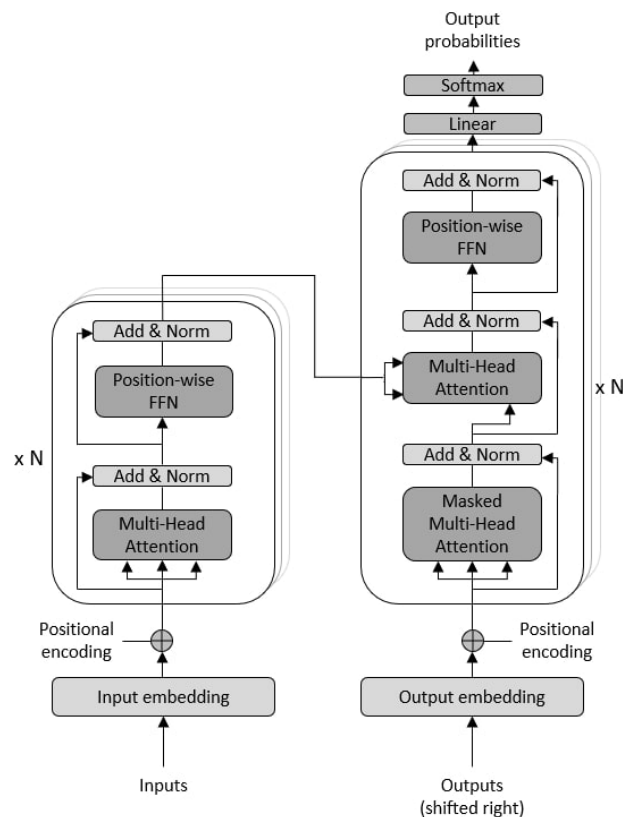 Output
probabilities
Softmax
Linear
Add & Norm
Position-wise
FFN
Add & Norm
Multi-Head
Attention
x N
Add & Norm
Masked
Multi-Head
Attention
Positional
encoding
Output embedding
Outputs
(shifted right)
Add & Norm
Position-wise
FFN
x N
Add & Norm
Multi-Head
Attention
Positional
encoding
Input embedding
Inputs